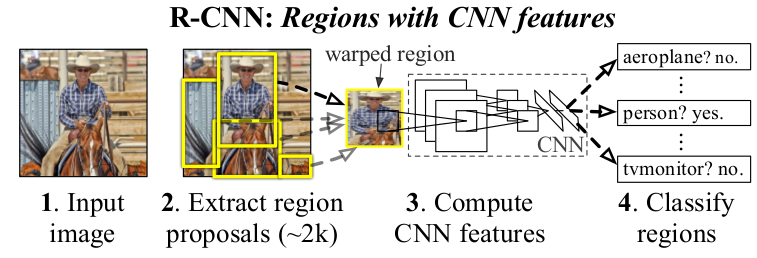 R-CNN: Regions with CNN features
warped region
aeroplane? no.
⋮
person? yes.
⋮
tvmonitor? no.
CNN
1. Input
image
2. Extract region
proposals (~2k)
3. Compute
CNN features
4. Classify
regions